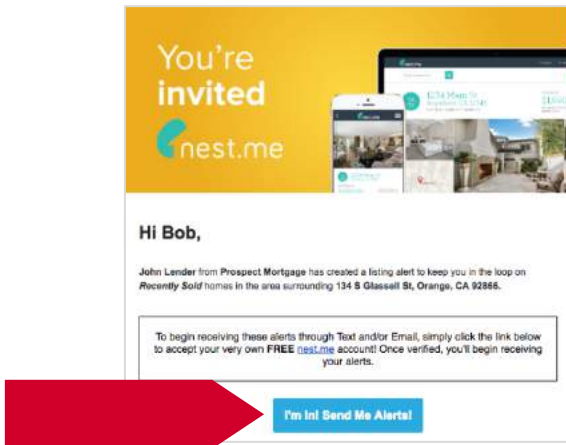 You're
invited
nest.me
Hi Bob,
John Lender from Prospect Mortgage has created a listing alert to keep you in the loop on
Recently Sold homes in the area surrounding 134 S Glassell St, Orange, CA 92866.
To begin receiving these alerts through Text and/or Email, simply click the link below
to accept your very own FREE nest.me account! Once verified, you'll begin receiving
your alerts.
I'm In! Send Me Alerts!